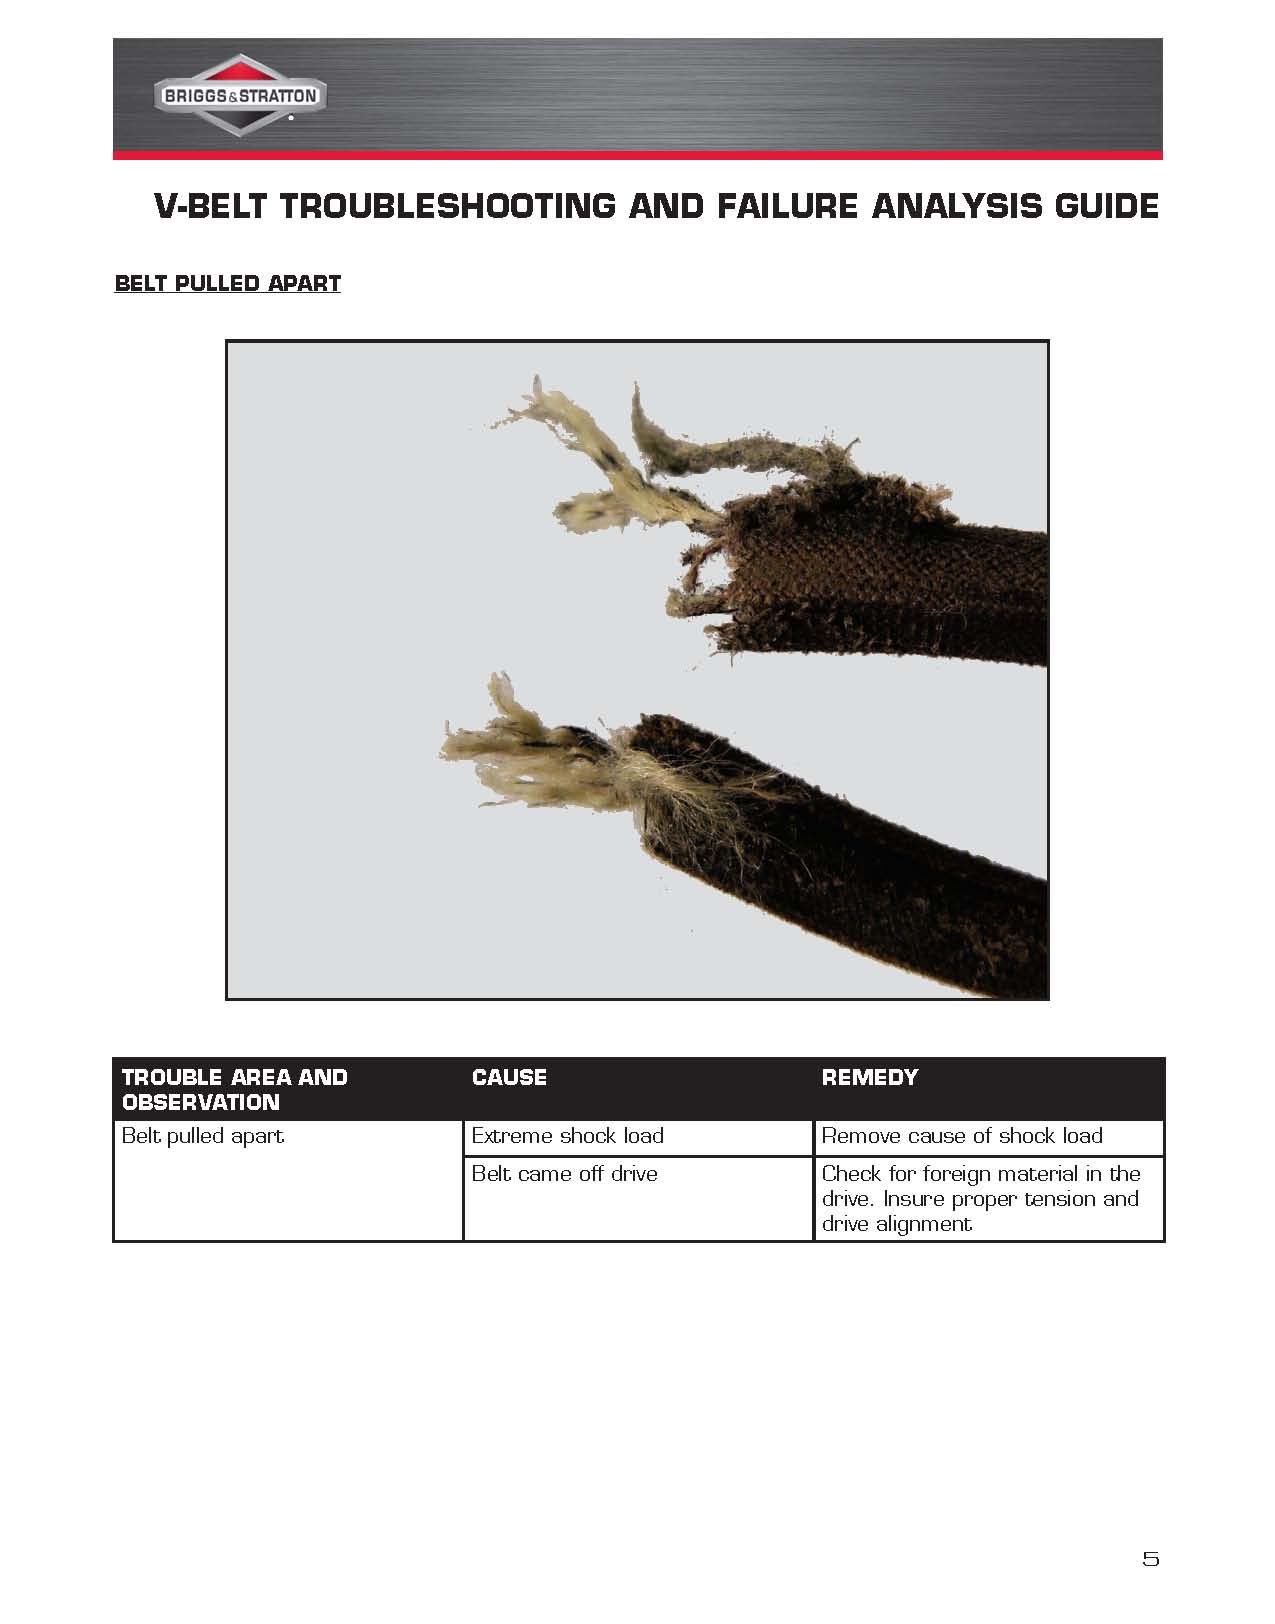 BRIGGS&STRATTON
V-BELT TROUBLESHOOTING AND FAILURE ANALYSIS GUIDE
BELT PULLED APART
TROUBLE AREA AND
OBSERVATION
CAUSE
REMEDY
Belt pulled apart
Extreme shock load
Remove cause of shock load
Belt came off drive
Check for foreign material in the
drive. Insure proper tension and
drive alignment
5